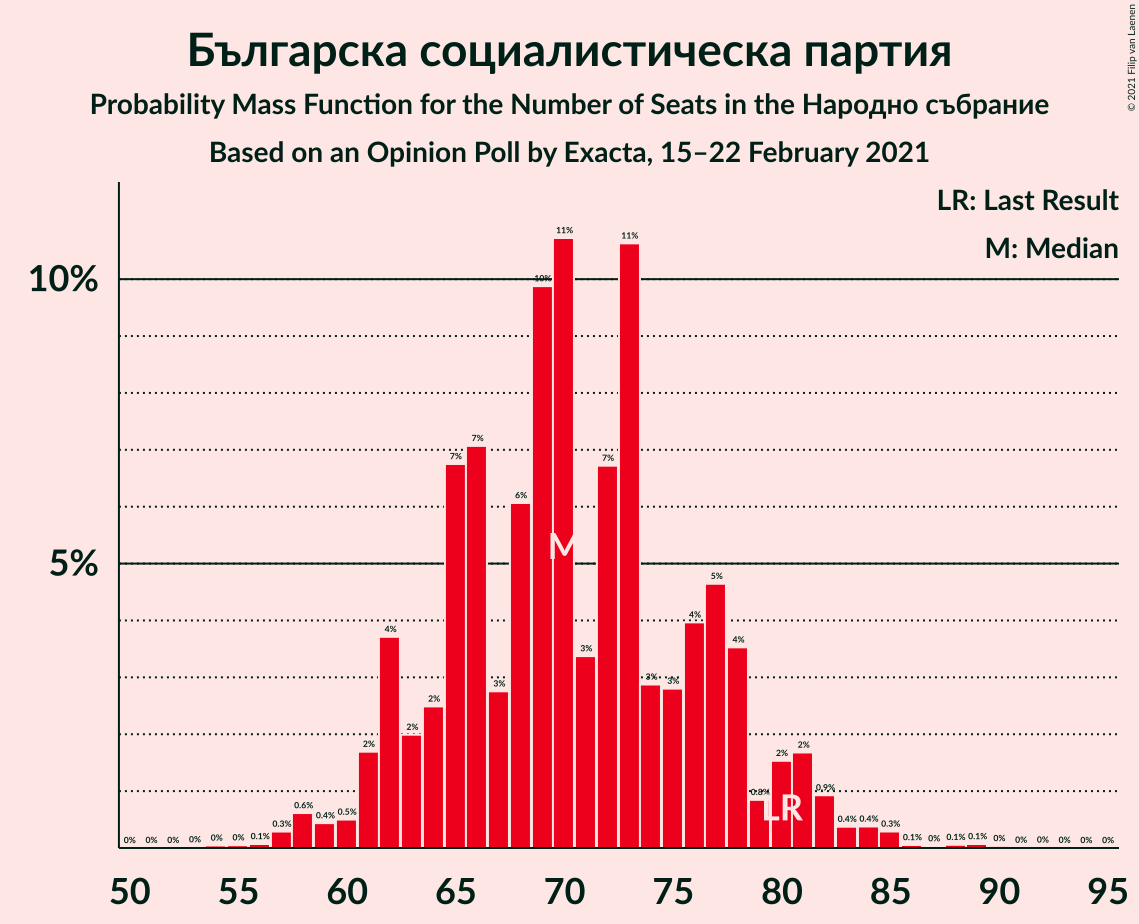 Българска социалистическа партия
Probability Mass Function for the Number of Seats in the Народно събрание
Based on an Opinion Poll by Exacta, 15–22 February 2021
© 2021 Filip van Laenen
LR: Last Result
M: Median
10%
5%
0% 0% 0% 0% 0% 0% 0.1% 0.3% 0.6% 0.4% 0.5% 2% 4% 2% 2% 7% 7% 3% 6% 10% 11% 3% 7% 11% 3% 3% 4% 5% 4% 0.8% 2% 2% 0.9% 0.4% 0.4% 0.3% 0.1% 0% 0.1% 0.1% 0% 0% 0% 0% 0% 0%
M
LR
50 55 60 65 70 75 80 85 90 95